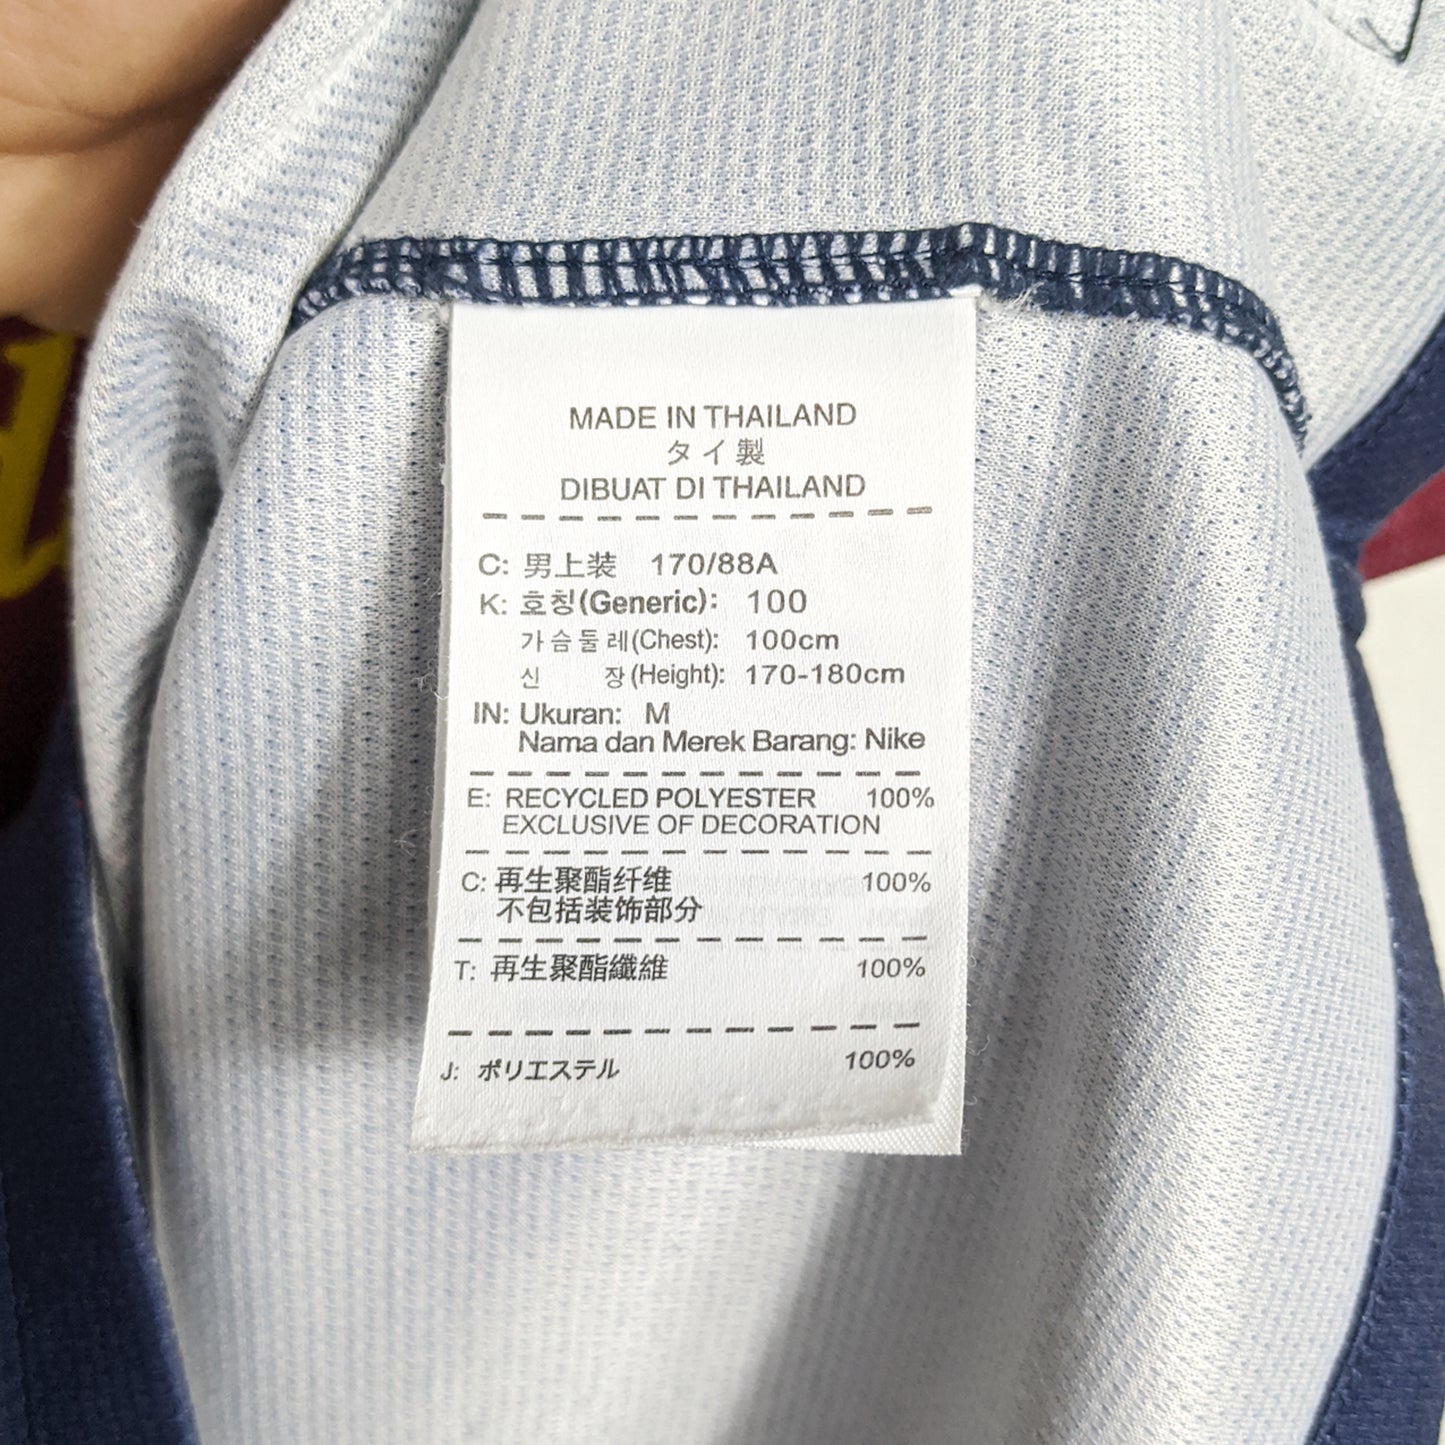 MADE IN THAILAND
タイ製
DIBUAT DI THAILAND
C: 男上装 170/88A
K: 호칭(Generic): 100
가슴둘레(Chest): 100cm
신 장(Height): 170-180cm
IN: Ukuran: M
Nama dan Merek Barang: Nike
E: RECYCLED POLYESTER 100%
EXCLUSIVE OF DECORATION
C: 再生聚酯纤维 100%
不包括装饰部分
T: 再生聚酯纖維 100%
J: ポリエステル 100%